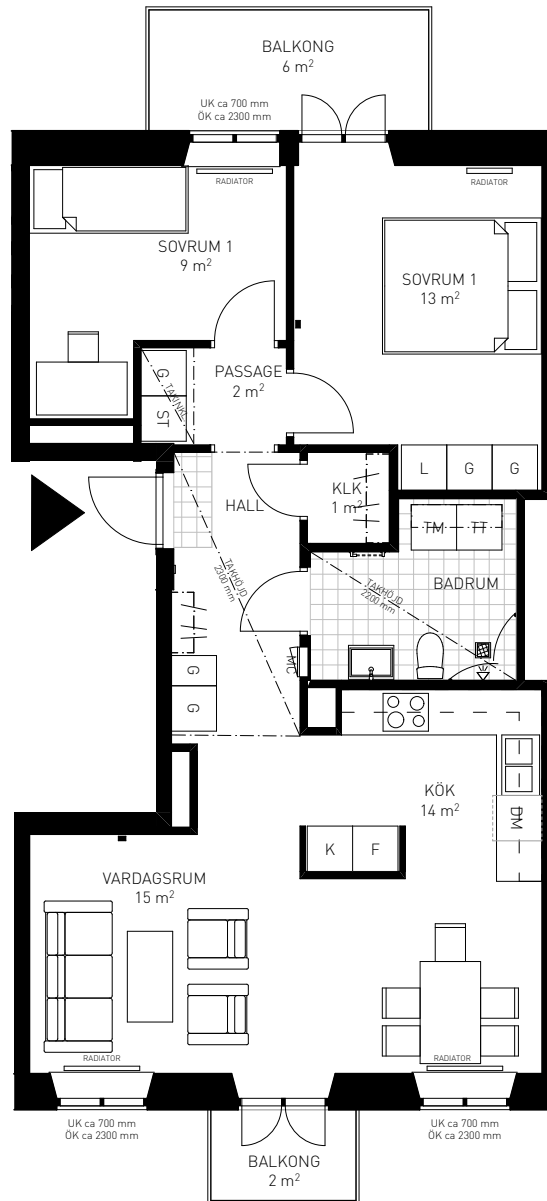 BALKONG
6 m²
UK ca 700 mm
ÖK ca 2300 mm
RADIATOR
RADIATOR
SOVRUM 1
9 m²
SOVRUM 1
13 m²
G
ST
TAKINKL
PASSAGE
2 m²
L
G
G
KLK
1 m²
HALL
TM
TT
BADRUM
TAKHÖJD
2300 mm
TAKHÖJD
2200 mm
MC
G
G
KÖK
14 m²
DM
K
F
VARDAGSRUM
15 m²
RADIATOR
RADIATOR
UK ca 700 mm
ÖK ca 2300 mm
UK ca 700 mm
ÖK ca 2300 mm
BALKONG
2 m²